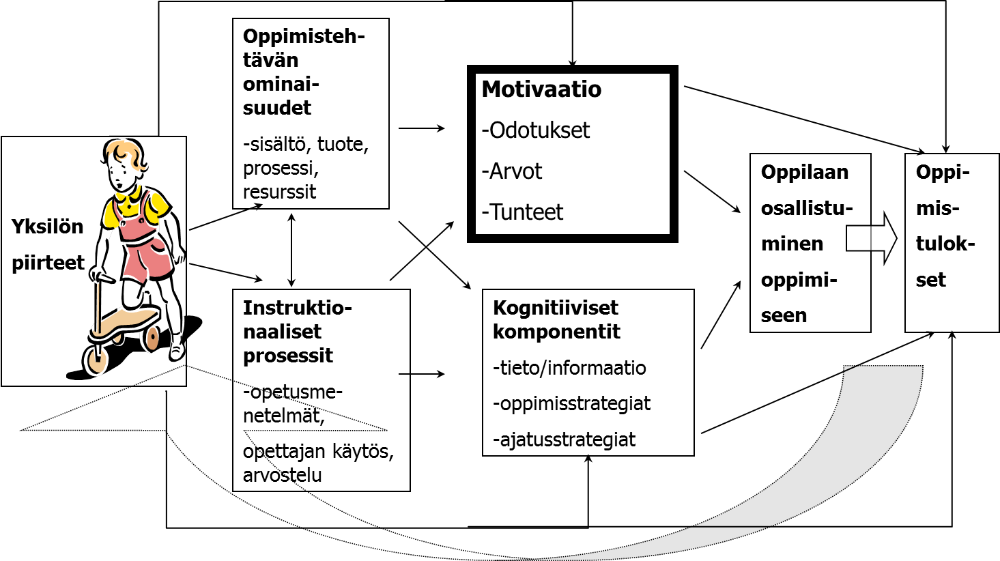 Yksilön
piirteet
Oppimisteh-
tävän
ominai-
suudet
-sisältö, tuote,
prosessi,
resurssit
Instruktio-
naaliset
prosessit
-opetusme-
netelmät,
opettajan käytös,
arvostelu
Motivaatio
-Odotukset
-Arvot
-Tunteet
Kognitiiviset
komponentit
-tieto/informaatio
-oppimisstrategiat
-ajatusstrategiat
Oppilaan
osallistu-
minen
oppimi-
seen
Oppi-
mis-
tulok-
set